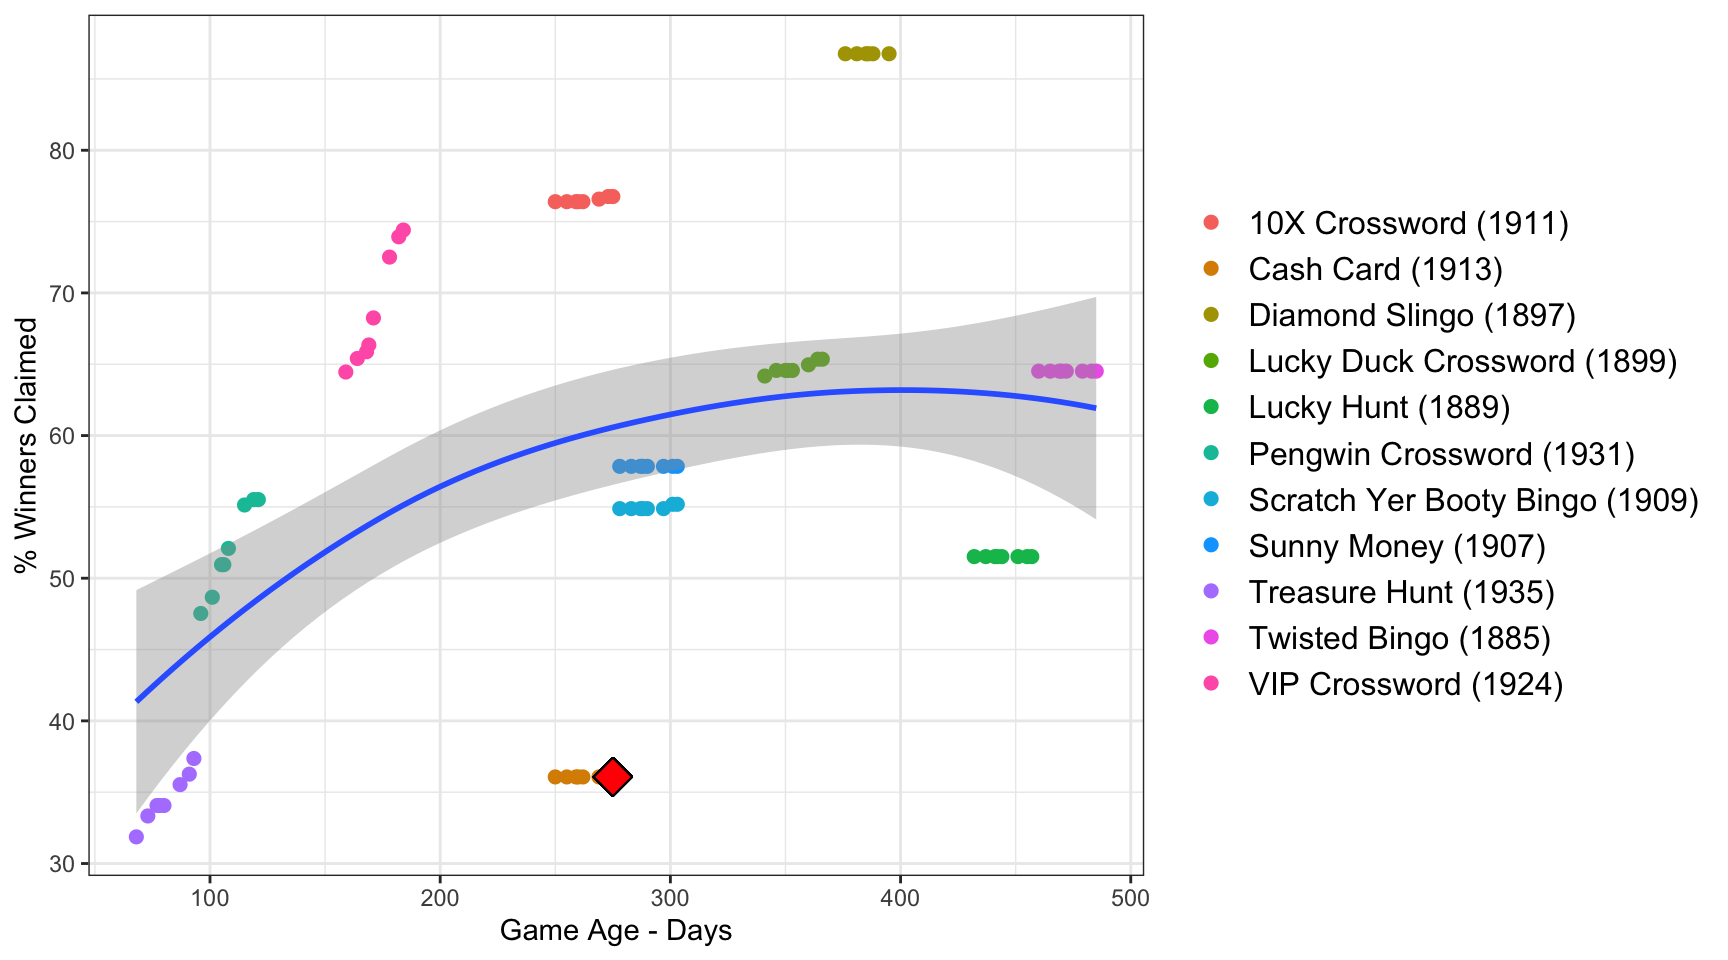 % Winners Claimed
80
70
60
50
40
30
100 200 300 400 500
Game Age - Days
10X Crossword (1911)
Cash Card (1913)
Diamond Slingo (1897)
Lucky Duck Crossword (1899)
Lucky Hunt (1889)
Pengwin Crossword (1931)
Scratch Yer Booty Bingo (1909)
Sunny Money (1907)
Treasure Hunt (1935)
Twisted Bingo (1885)
VIP Crossword (1924)